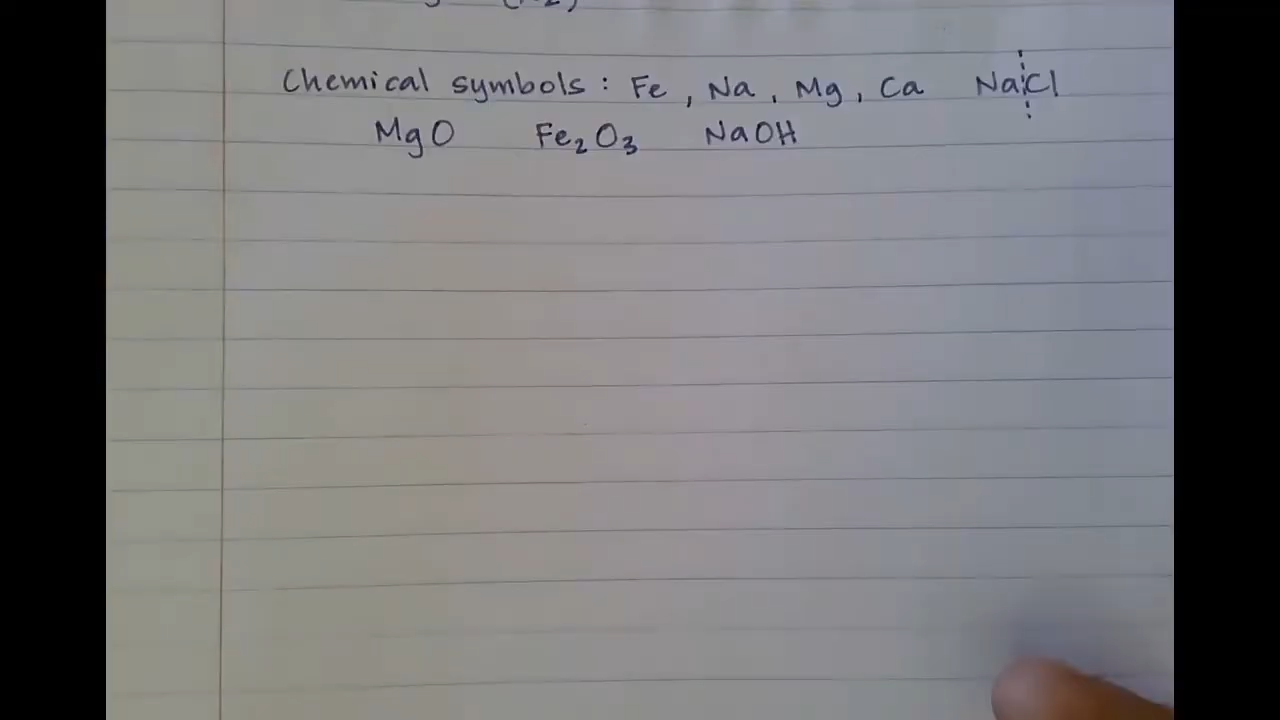 Chemical symbols : Fe , Na , Mg , Ca NaCl
MgO Fe₂O₃ NaOH